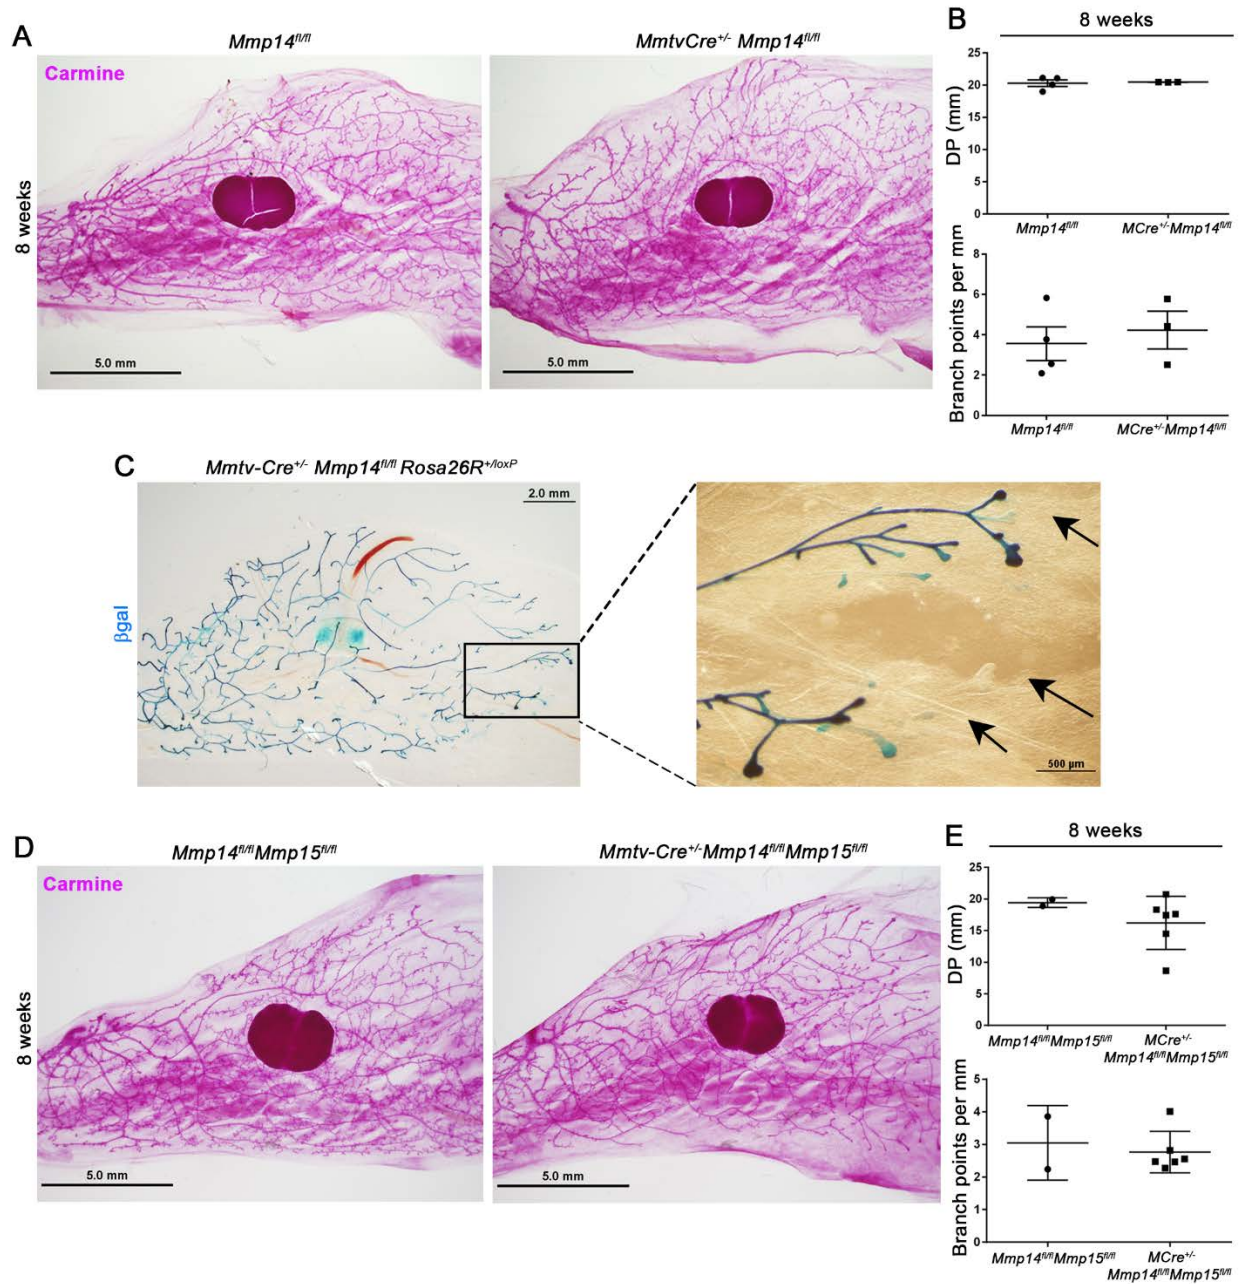 A
Mmp14fl/fl
MmtvCre+/- Mmp14fl/fl
Carmine
8 weeks
5.0 mm
5.0 mm
B
8 weeks
DP (mm)
25
20
15
10
5
0
Mmp14fl/fl
MCre+/-Mmp14fl/fl
Branch points per mm
8
6
4
2
0
Mmp14fl/fl
MCre+/-Mmp14fl/fl
C
Mmtv-Cre+/- Mmp14fl/fl Rosa26R+/loxP
βgal
2.0 mm
500 µm
D
Mmp14fl/flMmp15fl/fl
Mmtv-Cre+/-Mmp14fl/flMmp15fl/fl
Carmine
8 weeks
5.0 mm
5.0 mm
E
8 weeks
DP (mm)
25
20
15
10
5
0
Mmp14fl/flMmp15fl/fl
MCre+/-
Mmp14fl/flMmp15fl/fl
Branch points per mm
5
4
3
2
1
0
Mmp14fl/flMmp15fl/fl
MCre+/-
Mmp14fl/flMmp15fl/fl